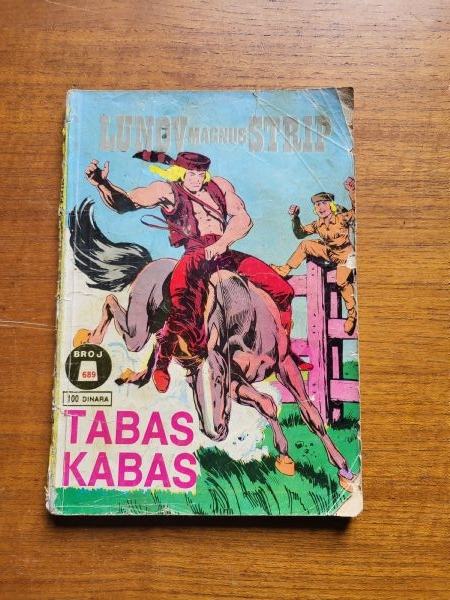 LUNOV MAGNUS STRIP
BROJ
689
100 DINARA
TABAS
KABAS